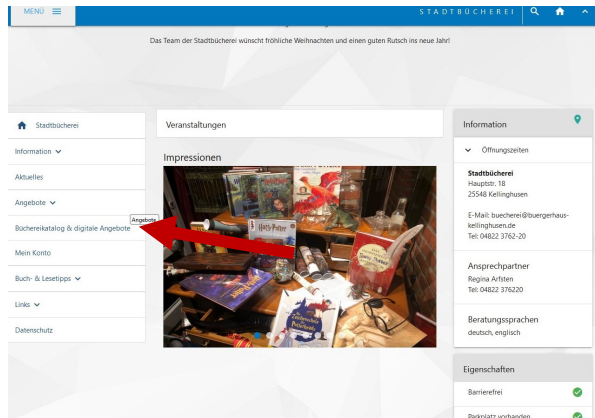 MENÜ
STADTBÜCHEREI
Das Team der Stadtbücherei wünscht fröhliche Weihnachten und einen guten Rutsch ins neue Jahr!
Stadtbücherei
Information
Aktuelles
Angebote
Angebote
Büchereikatalog & digitale Angebote
Mein Konto
Buch- & Lesetipps
Links
Datenschutz
Veranstaltungen
Impressionen
Harry Potter
Information
Öffnungszeiten
Stadtbücherei
Hauptstr. 18
25548 Kellinghusen
E-Mail: buecherei@buergerhaus-
kellinghusen.de
Tel: 04822 3762-20
Ansprechpartner
Regina Arfsten
Tel: 04822 376220
Beratungssprachen
deutsch, englisch
Eigenschaften
Barrierefrei
Parkplatz vorhanden